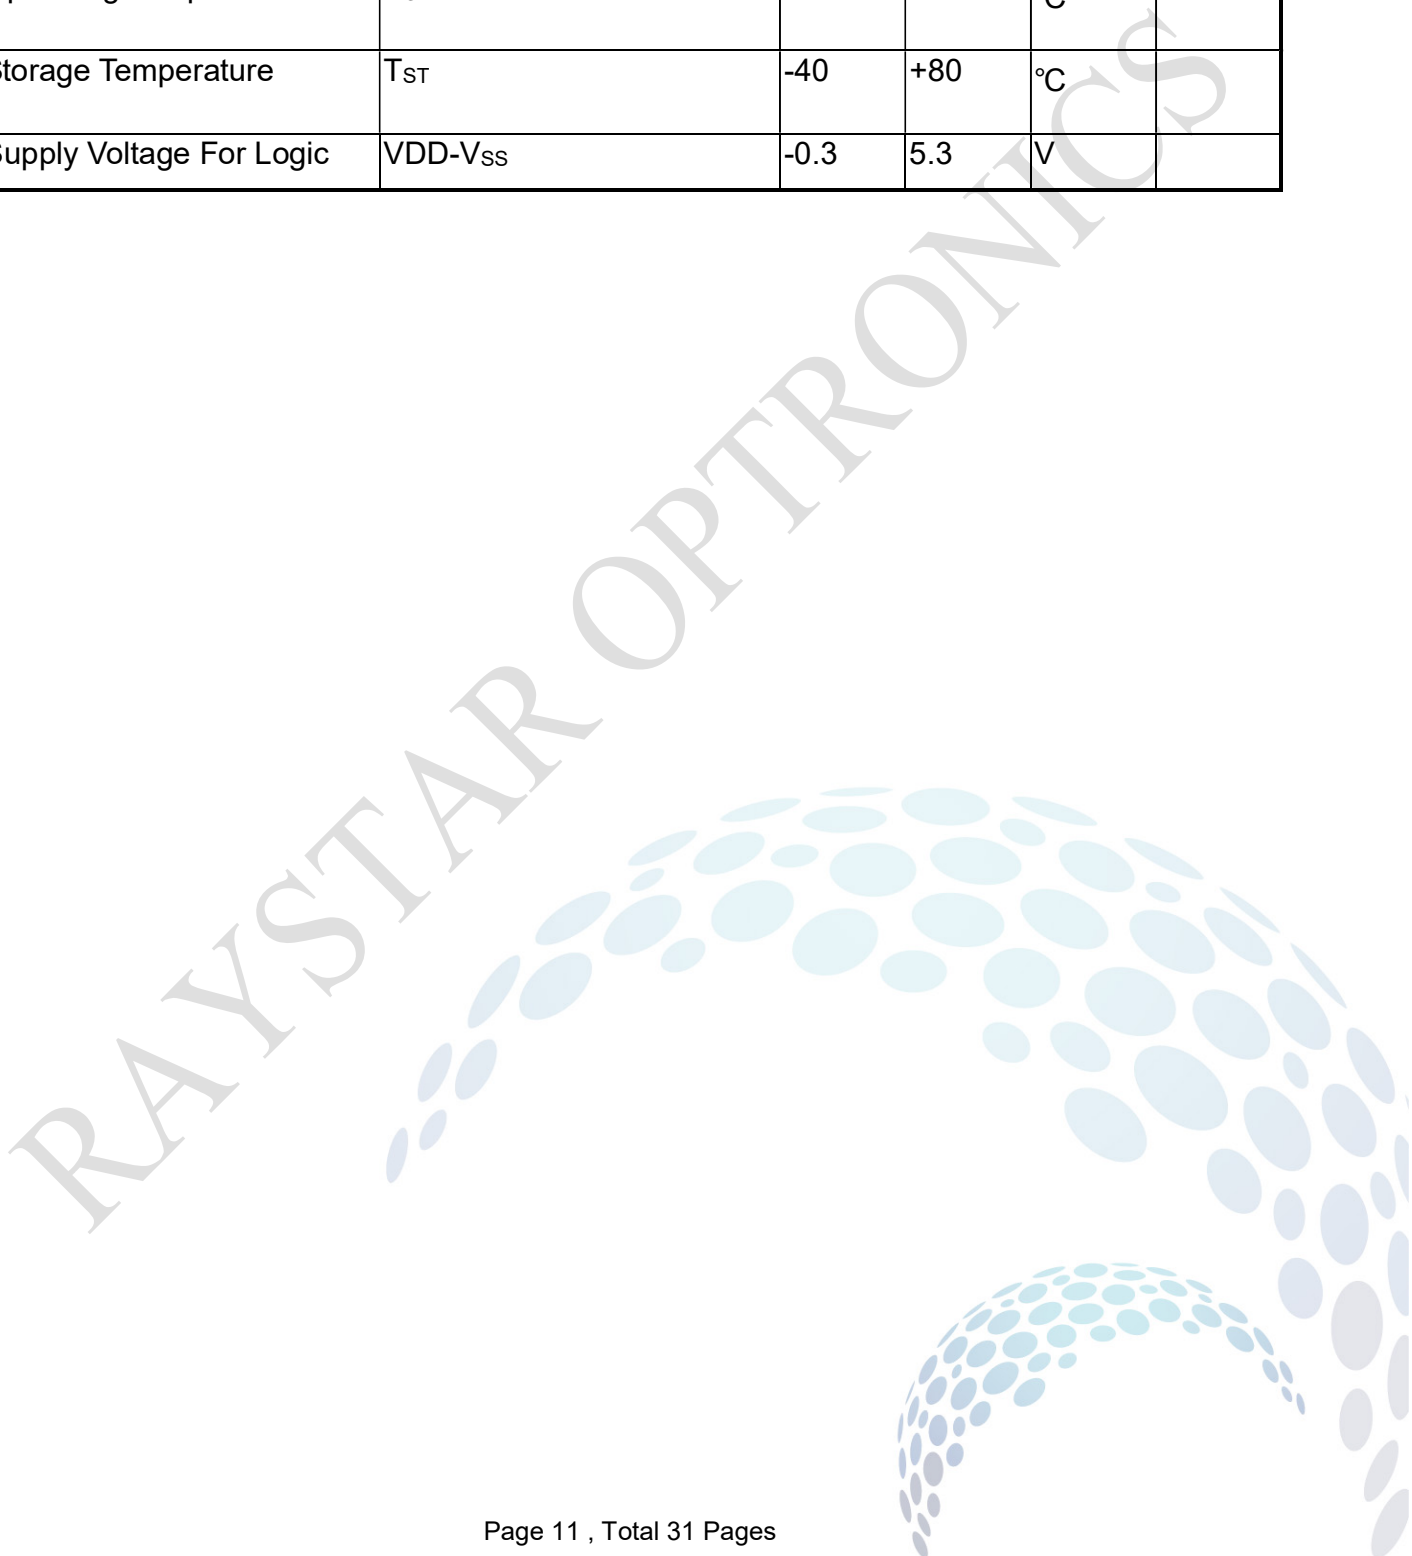 ℃
Storage Temperature TST -40 +80 ℃
Supply Voltage For Logic VDD-VSS -0.3 5.3 V
RAYSTAR OPTRONICS
Page 11 , Total 31 Pages